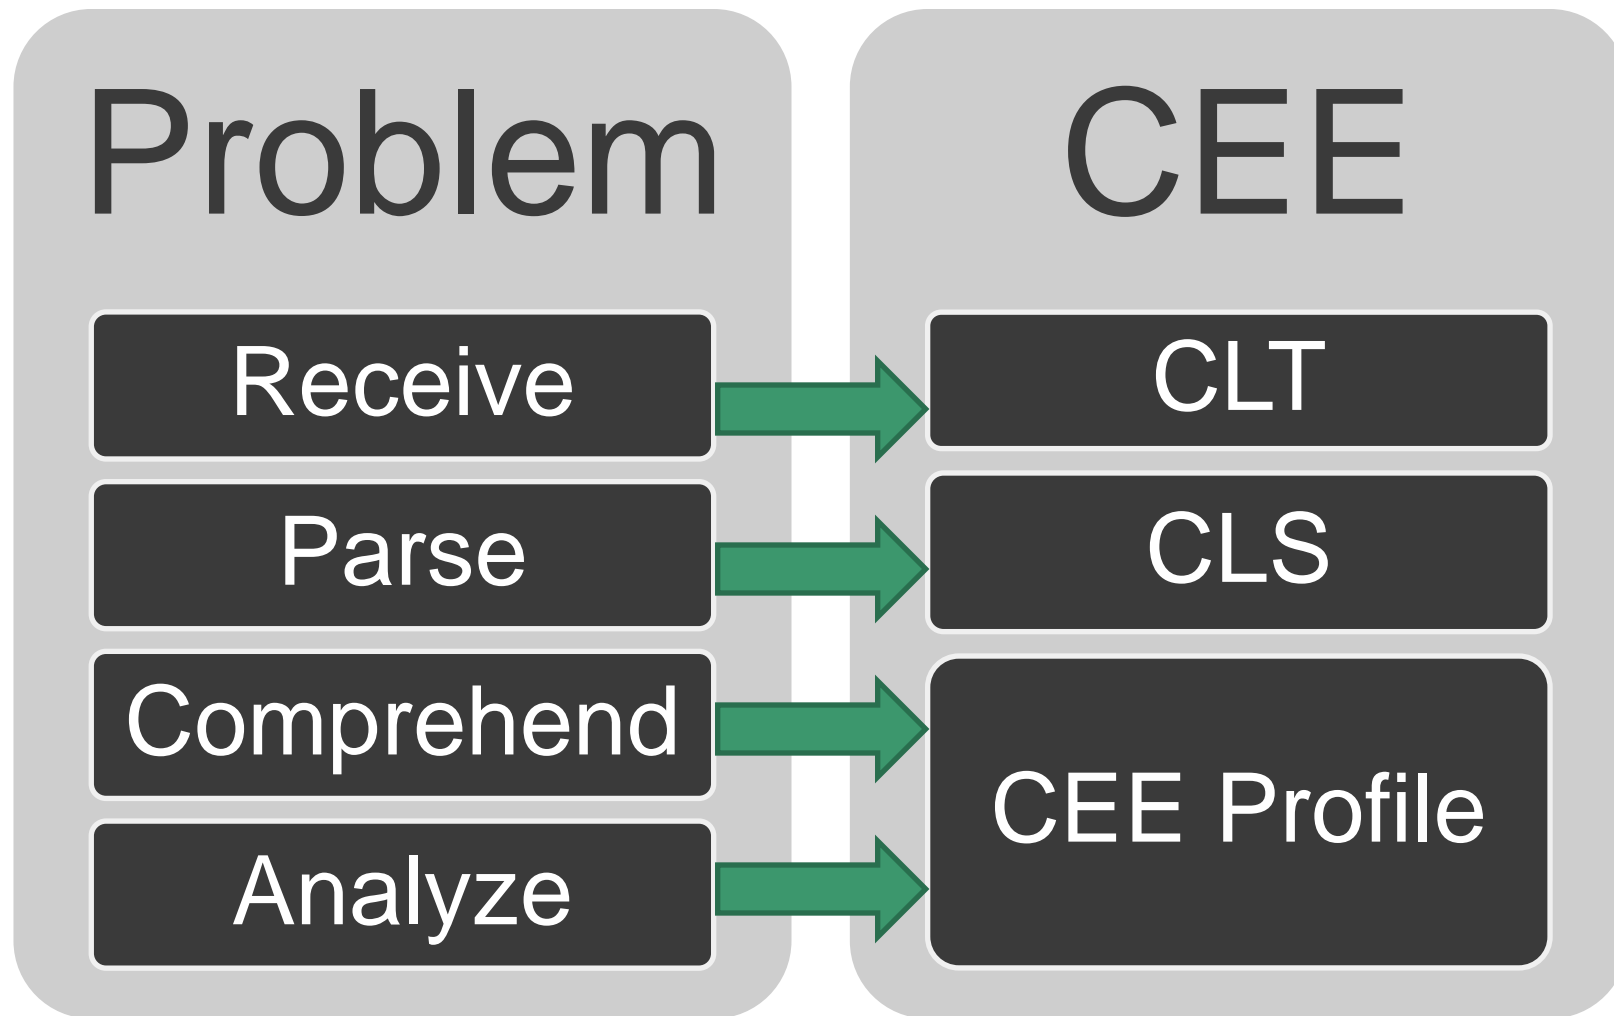 Problem
Receive
Parse
Comprehend
Analyze
CEE
CLT
CLS
CEE Profile